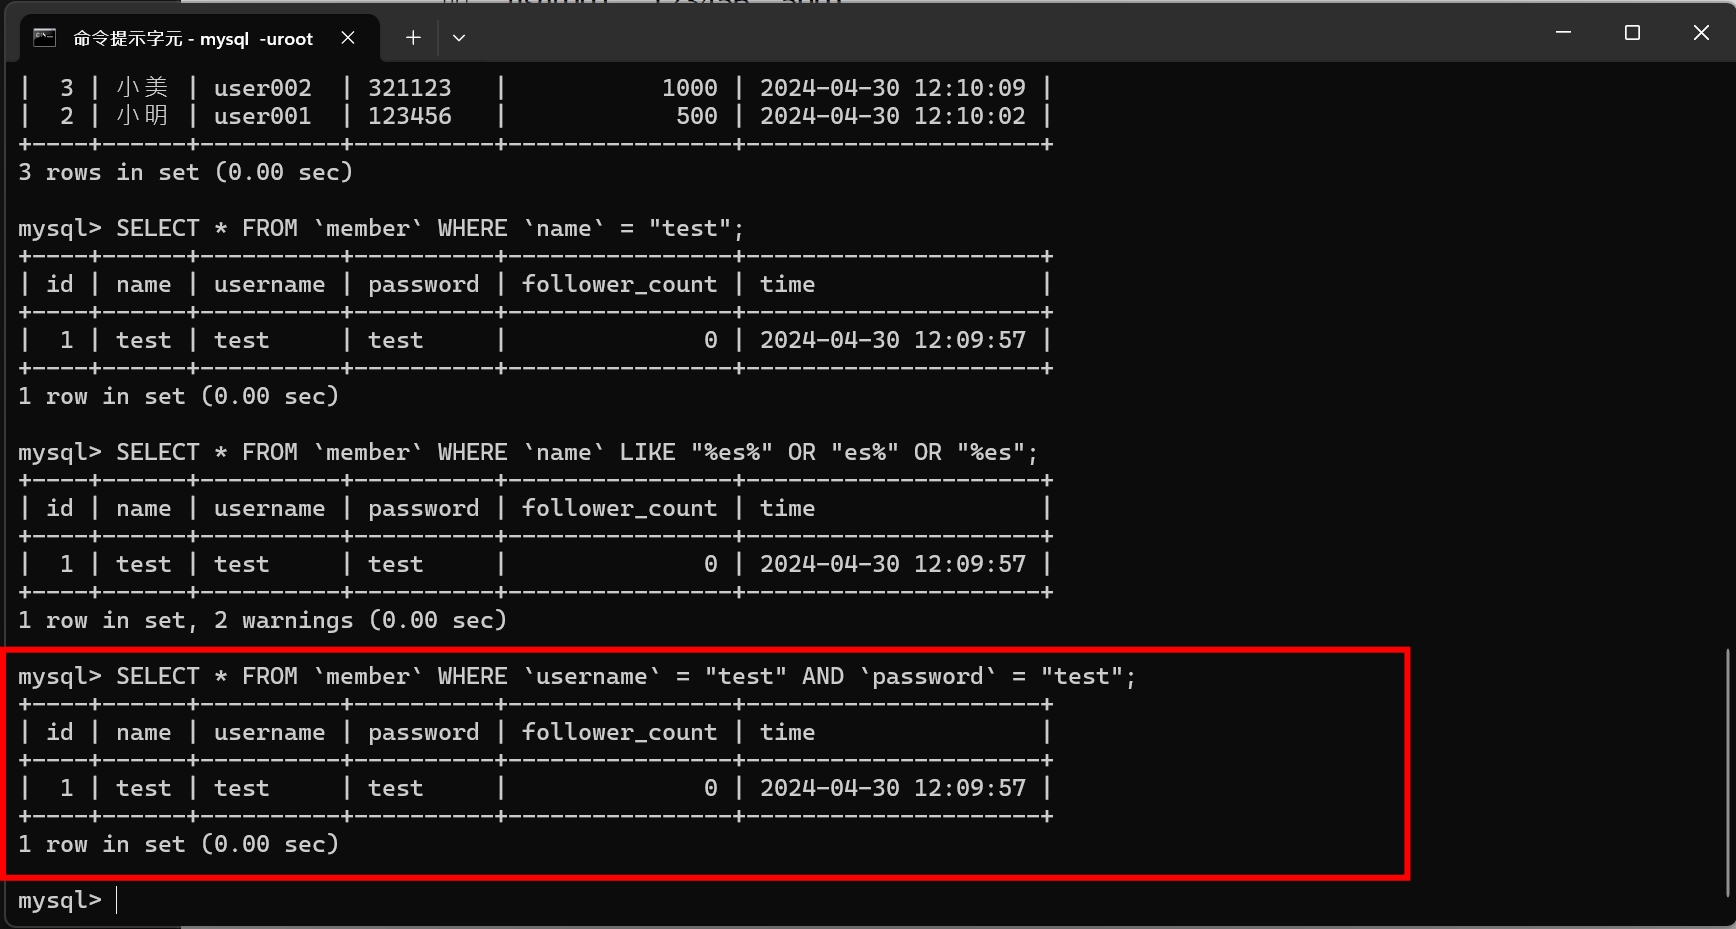 命令提示字元 - mysql  -uroot
|  3 | 小美 | user002  | 321123   |           1000 | 2024-04-30 12:10:09 |
|  2 | 小明 | user001  | 123456   |            500 | 2024-04-30 12:10:02 |
+----+------+----------+----------+----------------+---------------------+
3 rows in set (0.00 sec)
mysql> SELECT * FROM `member` WHERE `name` = "test";
+----+------+----------+----------+----------------+---------------------+
| id | name | username | password | follower_count | time                |
+----+------+----------+----------+----------------+---------------------+
|  1 | test | test     | test     |              0 | 2024-04-30 12:09:57 |
+----+------+----------+----------+----------------+---------------------+
1 row in set (0.00 sec)
mysql> SELECT * FROM `member` WHERE `name` LIKE "%es%" OR "es%" OR "%es";
+----+------+----------+----------+----------------+---------------------+
| id | name | username | password | follower_count | time                |
+----+------+----------+----------+----------------+---------------------+
|  1 | test | test     | test     |              0 | 2024-04-30 12:09:57 |
+----+------+----------+----------+----------------+---------------------+
1 row in set, 2 warnings (0.00 sec)
mysql> SELECT * FROM `member` WHERE `username` = "test" AND `password` = "test";
+----+------+----------+----------+----------------+---------------------+
| id | name | username | password | follower_count | time                |
+----+------+----------+----------+----------------+---------------------+
|  1 | test | test     | test     |              0 | 2024-04-30 12:09:57 |
+----+------+----------+----------+----------------+---------------------+
1 row in set (0.00 sec)
mysql>